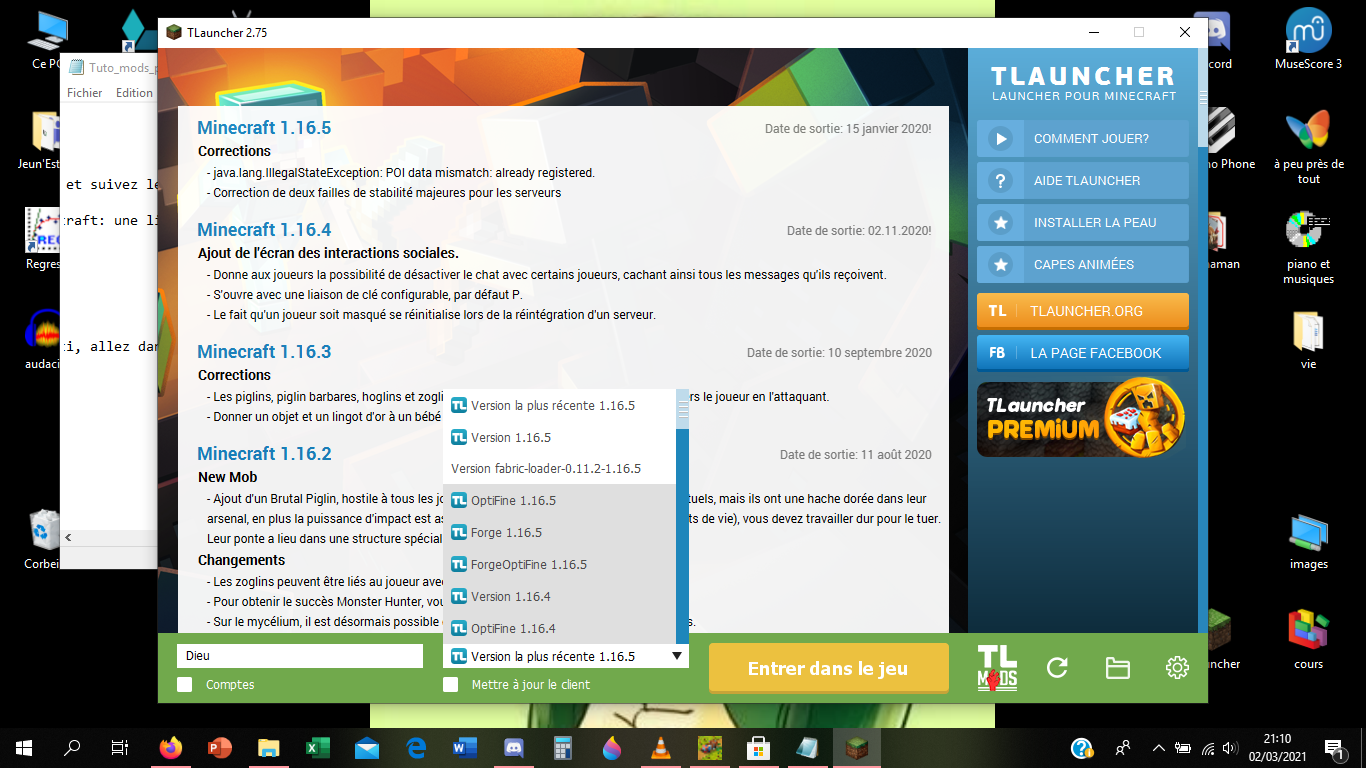 Ce PC
TLauncher 2.75
Tuto_mods_p
Fichier Edition
et suivez le
craft: une li
ci, allez dan
Jeun'Est
Regres
audaci
Corbei
Minecraft 1.16.5
Date de sortie: 15 janvier 2020!
Corrections
- java.lang.IllegalStateException: POI data mismatch: already registered.
- Correction de deux failles de stabilité majeures pour les serveurs
Minecraft 1.16.4
Date de sortie: 02.11.2020!
Ajout de l'écran des interactions sociales.
- Donne aux joueurs la possibilité de désactiver le chat avec certains joueurs, cachant ainsi tous les messages qu'ils reçoivent.
- S'ouvre avec une liaison de clé configurable, par défaut P.
- Le fait qu'un joueur soit masqué se réinitialise lors de la réintégration d'un serveur.
Minecraft 1.16.3
Date de sortie: 10 septembre 2020
Corrections
- Les piglins, piglin barbares, hoglins et zogli
rs le joueur en l'attaquant.
- Donner un objet et un lingot d'or à un bébé
Minecraft 1.16.2
Date de sortie: 11 août 2020
New Mob
- Ajout d'un Brutal Piglin, hostile à tous les jo
tuels, mais ils ont une hache dorée dans leur
arsenal, en plus la puissance d'impact est as
ts de vie), vous devez travailler dur pour le tuer.
Leur ponte a lieu dans une structure spécial
Changements
- Les zoglins peuvent être liés au joueur avec
- Pour obtenir le succès Monster Hunter, vou
- Sur le mycélium, il est désormais possible
s.
Version la plus récente 1.16.5
Version 1.16.5
Version fabric-loader-0.11.2-1.16.5
OptiFine 1.16.5
Forge 1.16.5
ForgeOptiFine 1.16.5
Version 1.16.4
OptiFine 1.16.4
Version la plus récente 1.16.5
Dieu
Comptes
Mettre à jour le client
Entrer dans le jeu
TL
MODS
TLAUNCHER
LAUNCHER POUR MINECRAFT
COMMENT JOUER?
AIDE TLAUNCHER
INSTALLER LA PEAU
CAPES ANIMÉES
TL TLAUNCHER.ORG
FB LA PAGE FACEBOOK
TLauncher
PREMiUM
cord
MuseScore 3
no Phone
à peu près de
tout
naman
piano et
musiques
vie
images
uncher
cours
21:10
02/03/2021
1